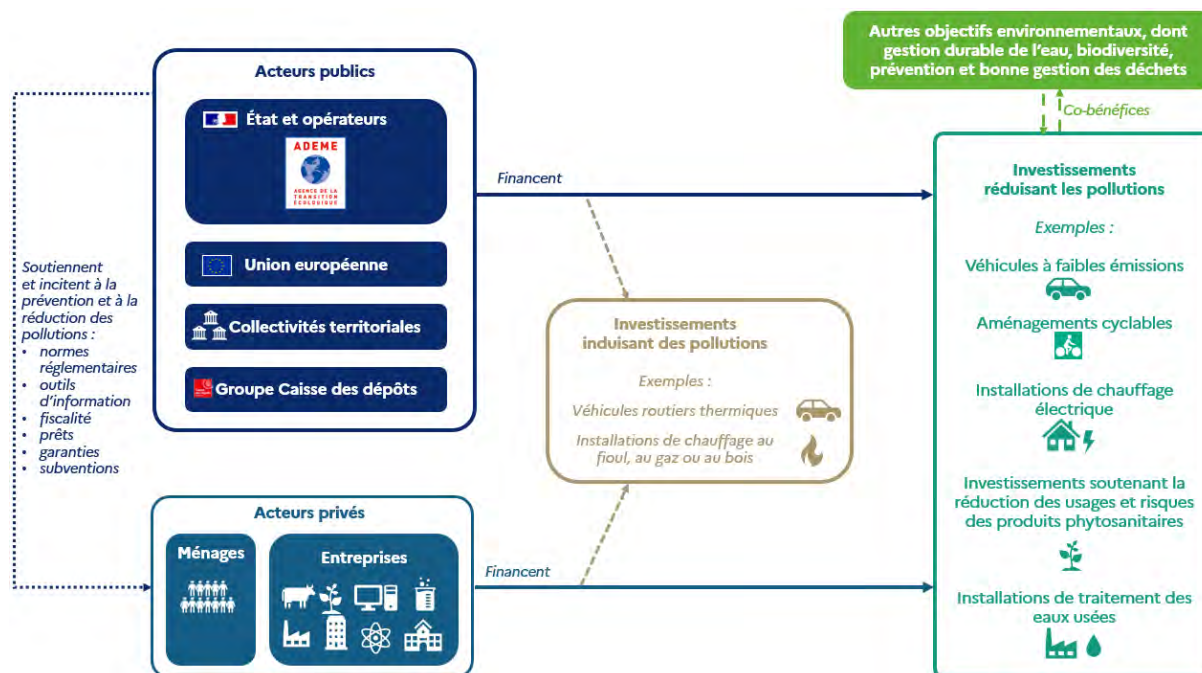 Acteurs publics
État et opérateurs
ADEME
AGENCE DE LA
TRANSITION
ÉCOLOGIQUE
Union européenne
Collectivités territoriales
Groupe Caisse des dépôts
Soutiennent
et incitent à la
prévention et à la
réduction des
pollutions :
• normes
réglementaires
• outils
d’information
• fiscalité
• prêts
• garanties
• subventions
Acteurs privés
Ménages
Entreprises
Financent
Financent
Investissements
induisant des pollutions
Exemples :
Véhicules routiers thermiques
Installations de chauffage au
fioul, au gaz ou au bois
Autres objectifs environnementaux, dont
gestion durable de l’eau, biodiversité,
prévention et bonne gestion des déchets
Co-bénéfices
Investissements
réduisant les pollutions
Exemples :
Véhicules à faibles émissions
Aménagements cyclables
Installations de chauffage
électrique
Investissements soutenant la
réduction des usages et risques
des produits phytosanitaires
Installations de traitement des
eaux usées